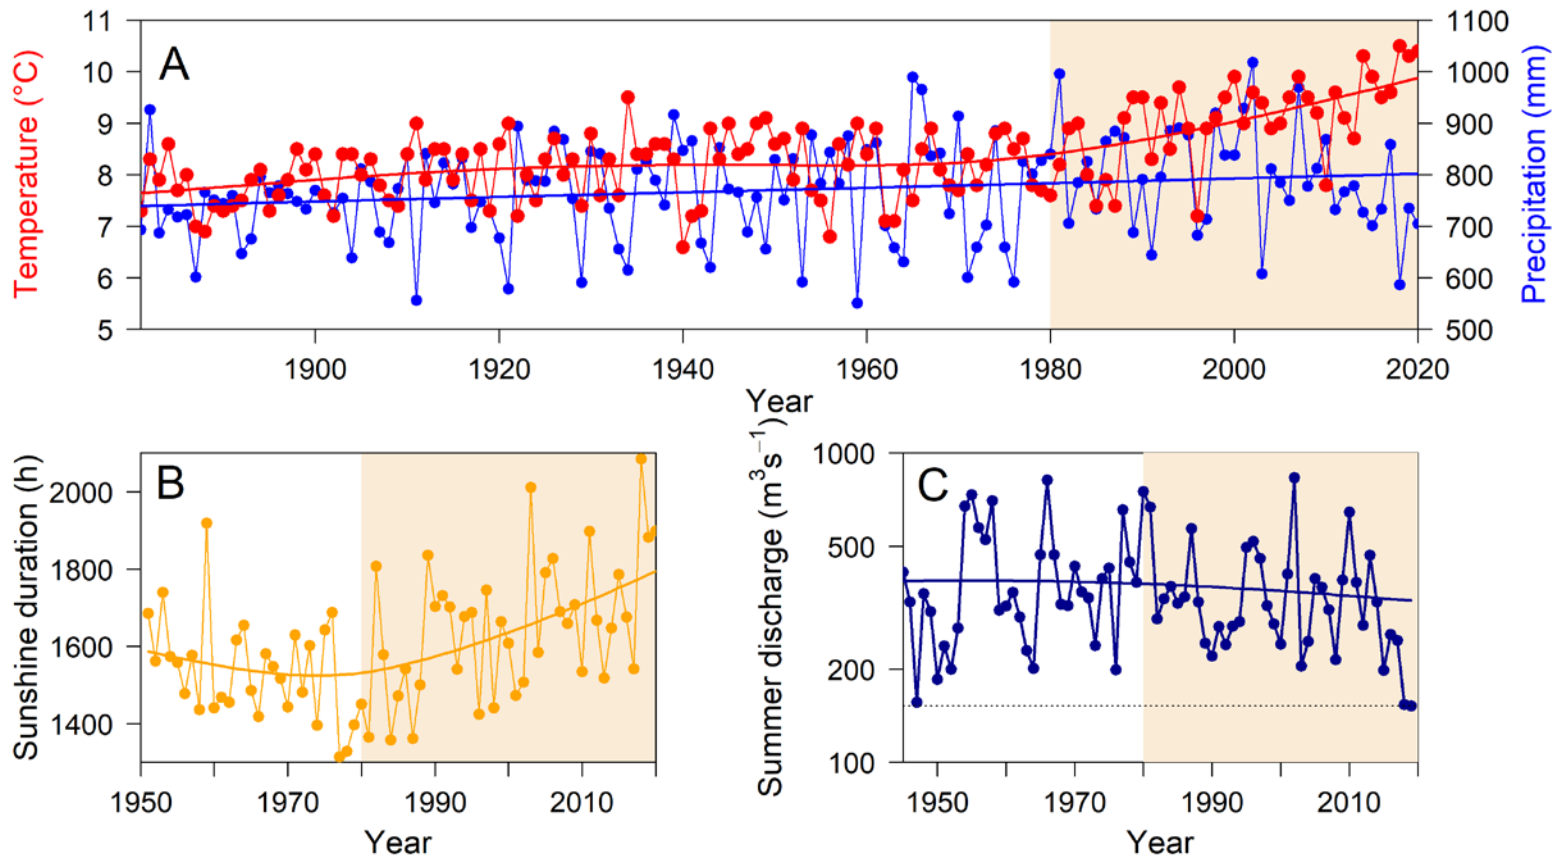 A
11
10
9
8
7
6
5
Temperature (°C)
1100
1000
900
800
700
600
500
Precipitation (mm)
1900 1920 1940 1960 1980 2000 2020
Year
B
2000
1800
1600
1400
Sunshine duration (h)
1950 1970 1990 2010
Year
C
1000
500
200
100
Summer discharge (m³s⁻¹)
1950 1970 1990 2010
Year